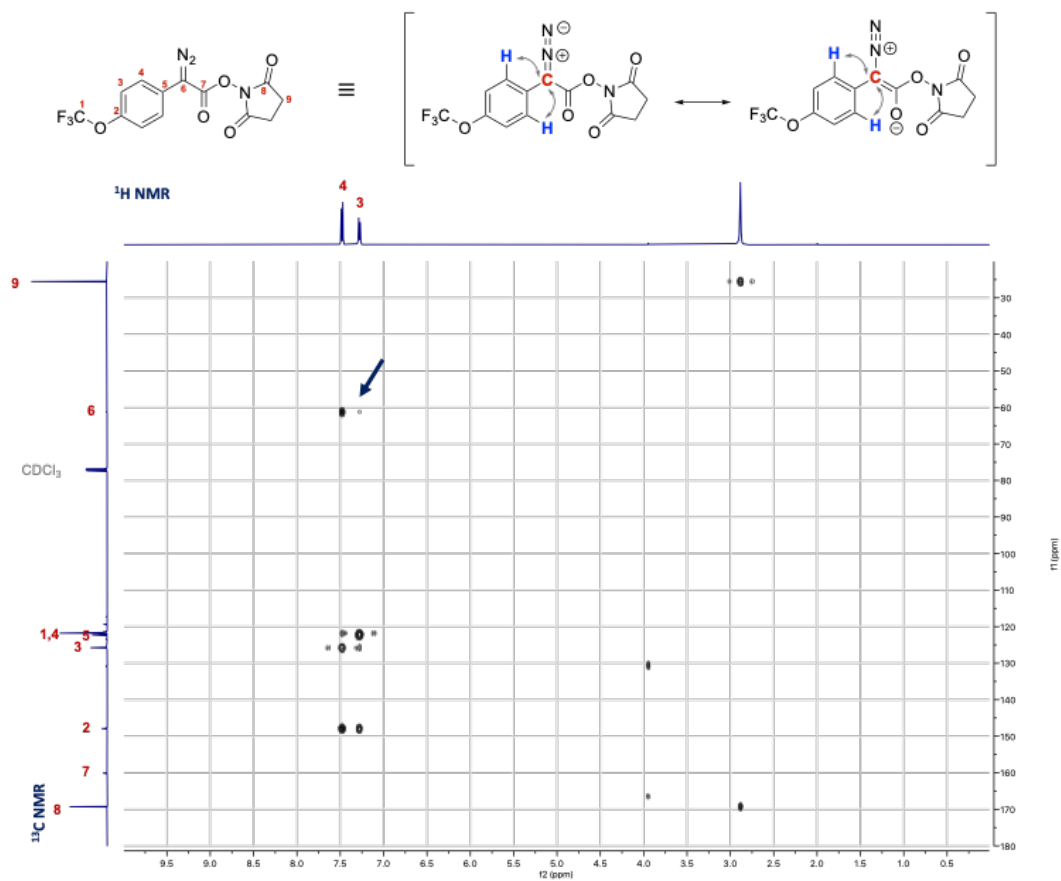 N2
4
3
5
6
7
O
N
O
8
9
O
O
1
F3C
O
2
≡
H
N ⊖
N ⊕
C
O
N
O
O
O
H
F3C
O
H
N
N ⊕
C
O
N
O
O
O ⊖
H
F3C
O
1H NMR
4
3
9
6
CDCl3
1,4
5
3
2
7
8
13C NMR
30
40
50
60
70
80
90
100
110
120
130
140
150
160
170
180
f1 (ppm)
9.5 9.0 8.5 8.0 7.5 7.0 6.5 6.0 5.5 5.0 4.5 4.0 3.5 3.0 2.5 2.0 1.5 1.0 0.5
f2 (ppm)